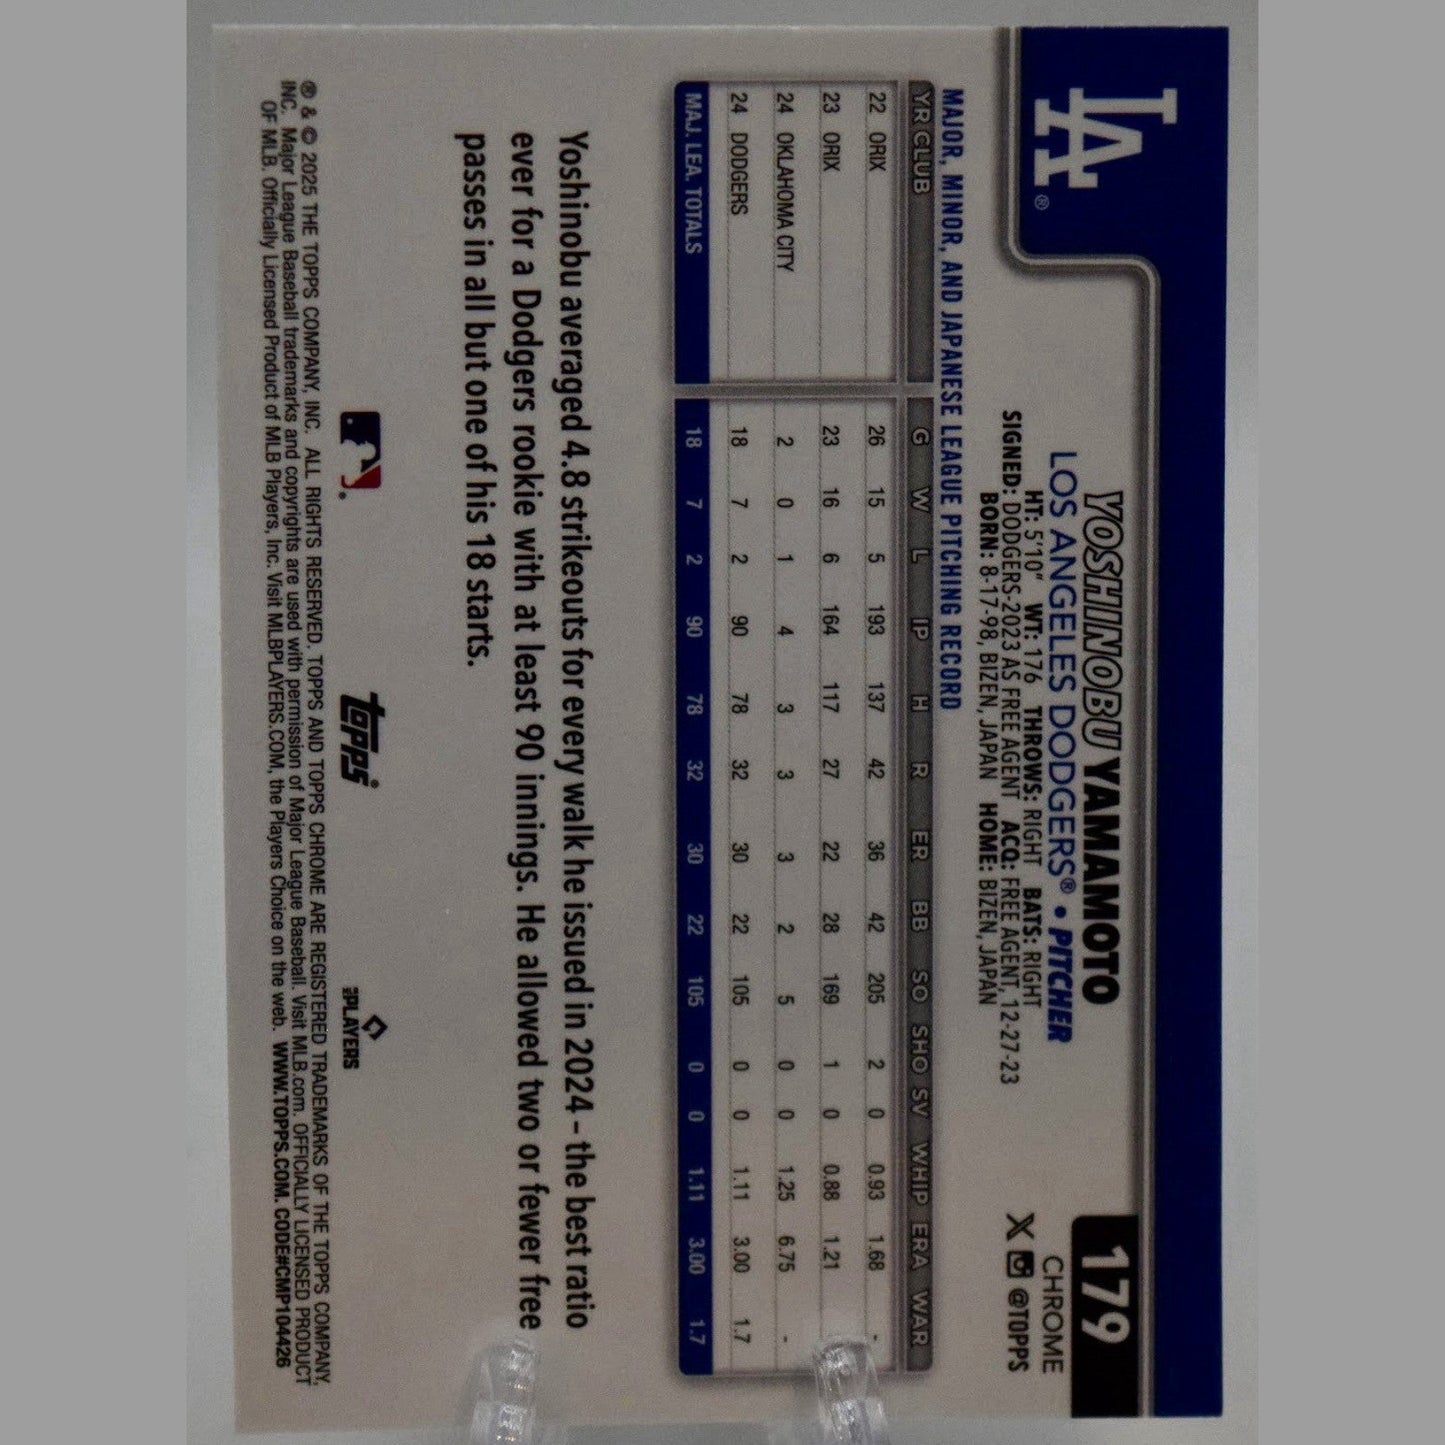 LA®
179
YOSHINOBU YAMAMOTO
CHROME
LOS ANGELES DODGERS® • PITCHER
HT: 5'10" WT: 176 THROWS: RIGHT BATS: RIGHT
X @TOPPS
SIGNED: DODGERS-2023 AS FREE AGENT ACQ: FREE AGENT, 12-27-23
BORN: 8-17-98, BIZEN, JAPAN HOME: BIZEN, JAPAN
MAJOR, MINOR, AND JAPANESE LEAGUE PITCHING RECORD
YR CLUB G W L IP H R ER BB SO SHO SV WHIP ERA WAR
22 ORIX 26 15 5 193 137 42 36 42 205 2 0 0.93 1.68 -
23 ORIX 23 16 6 164 117 27 22 28 169 1 0 0.88 1.21
24 OKLAHOMA CITY 2 0 1 4 3 3 3 2 5 0 0 1.25 6.75 -
24 DODGERS 18 7 2 90 78 32 30 22 105 0 0 1.11 3.00 1.7
MAJ. LEA. TOTALS 18 7 2 90 78 32 30 22 105 0 0 1.11 3.00 1.7
Yoshinobu averaged 4.8 strikeouts for every walk he issued in 2024 – the best ratio
ever for a Dodgers rookie with at least 90 innings. He allowed two or fewer free
passes in all but one of his 18 starts.
topps®
MLB PLAYERS
® & © 2025 THE TOPPS COMPANY, INC. ALL RIGHTS RESERVED. TOPPS AND TOPPS CHROME ARE REGISTERED TRADEMARKS OF THE TOPPS COMPANY,
INC. Major League Baseball trademarks and copyrights are used with permission of Major League Baseball. Visit MLB.com. OFFICIALLY LICENSED PRODUCT
OF MLB. Officially Licensed Product of MLB Players, Inc. Visit MLBPLAYERS.COM, the Players Choice on the web. WWW.TOPPS.COM. CODE#CMP104426